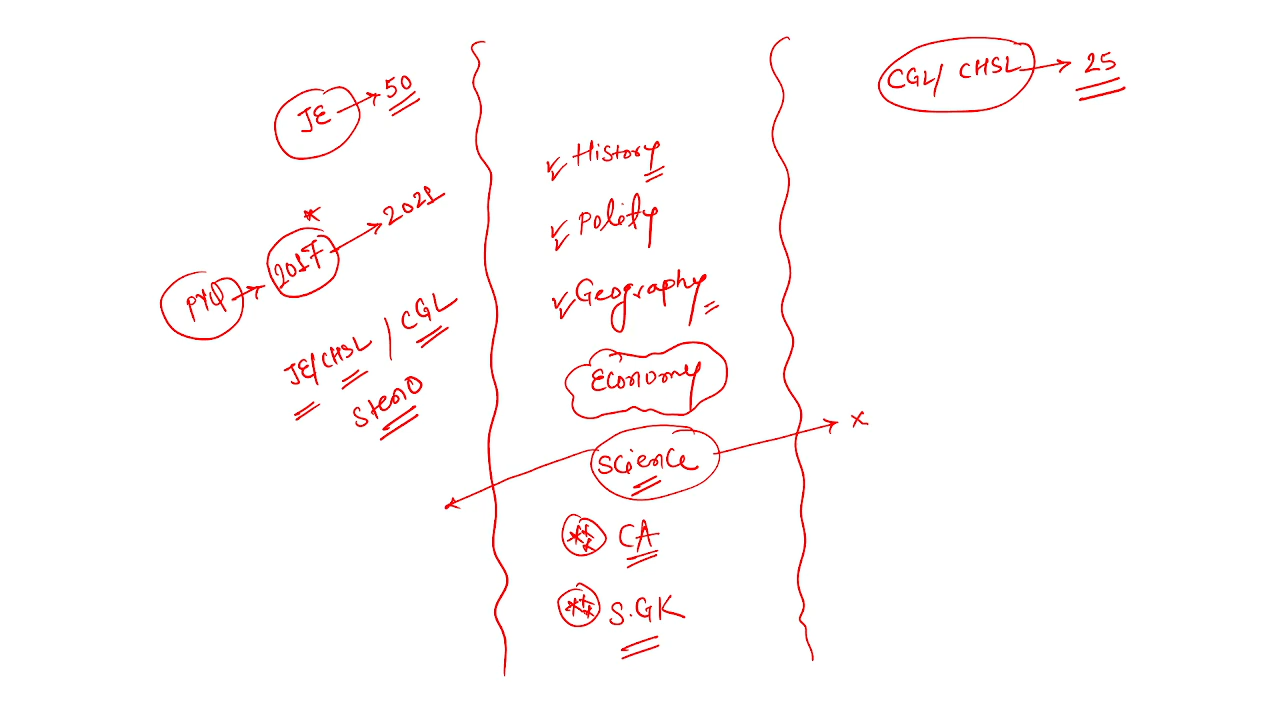 JE → 50
PYQ → 2017 → 2021
JE/CHSL / CGL
Steno
History
Polity
Geography
Economy
Science
CA
S.GK
CGL/ CHSL → 25